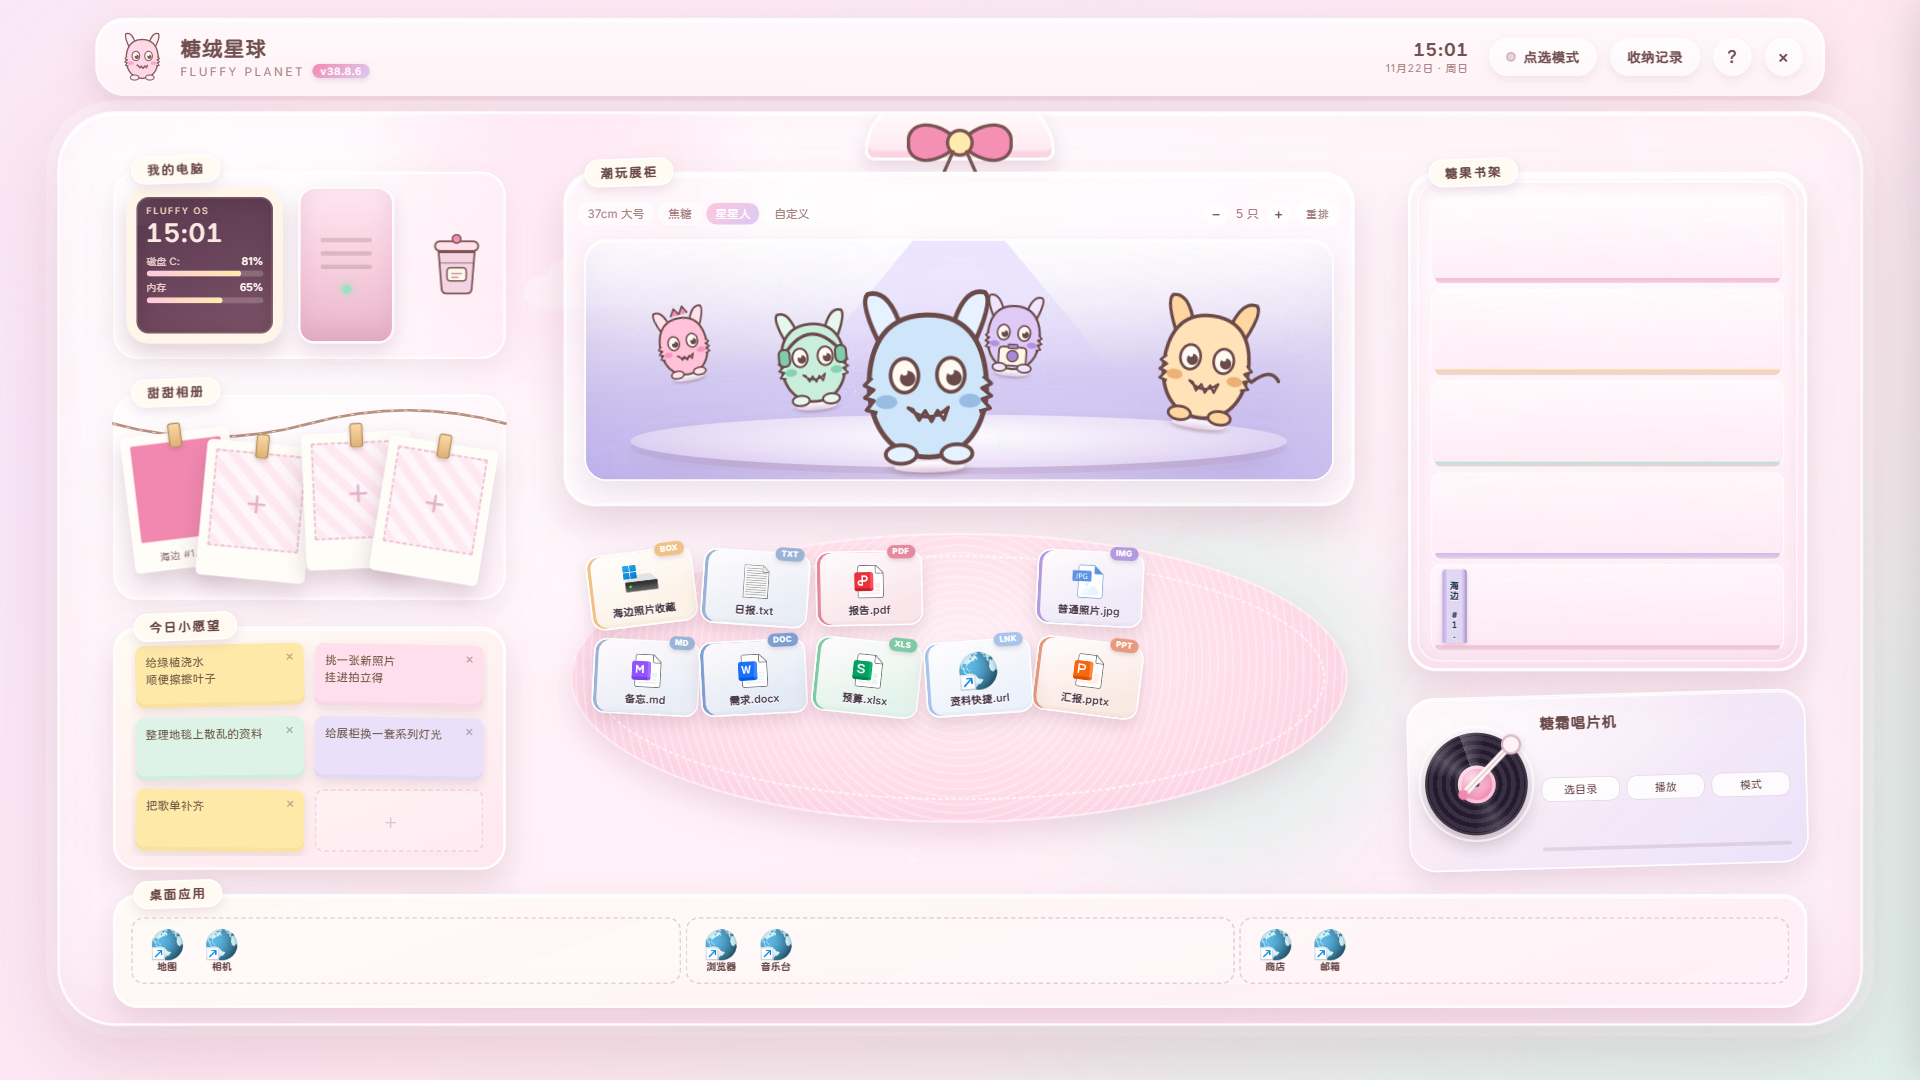 糖绒星球
FLUFFY PLANET v38.8.6
15:01
11月22日 · 周日
点选模式
收纳记录
?
×
我的电脑
FLUFFY OS
15:01
磁盘 C: 81%
内存 65%
甜甜相册
海边 #1
今日小愿望
给绿植浇水
顺便擦擦叶子
×
挑一张新照片
挂进拍立得
×
整理地毯上散乱的资料
×
给展柜换一套系列灯光
×
把歌单补齐
×
+
潮玩展柜
37cm 大号 焦糖 星星人 自定义
− 5 只 + 重排
BOX
海边照片收藏
TXT
日报.txt
PDF
报告.pdf
IMG
JPG
普通照片.jpg
MD
M
备忘.md
DOC
W
需求.docx
XLS
S
预算.xlsx
LNK
资料快捷.url
PPT
P
汇报.pptx
糖果书架
海边 #1.
糖霜唱片机
选目录
播放
模式
桌面应用
地图
相机
浏览器
音乐台
商店
邮箱